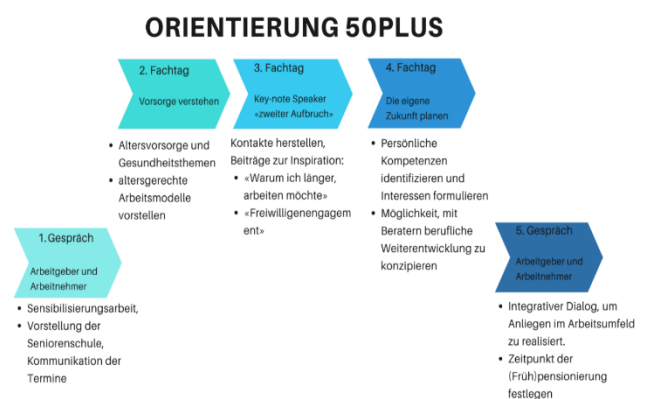 ORIENTIERUNG 50PLUS
1. Gespräch
Arbeitgeber und
Arbeitnehmer
• Sensibilisierungsarbeit,
• Vorstellung der
Seniorenschule,
Kommunikation der
Termine
2. Fachtag
Vorsorge verstehen
• Altersvorsorge und
Gesundheitsthemen
• altersgerechte
Arbeitsmodelle
vorstellen
3. Fachtag
Key-note Speaker
«zweiter Aufbruch»
Kontakte herstellen,
Beiträge zur Inspiration:
• «Warum ich länger,
arbeiten möchte»
• «Freiwilligenengagem
ent»
4. Fachtag
Die eigene
Zukunft planen
• Persönliche
Kompetenzen
identifizieren und
Interessen formulieren
• Möglichkeit, mit
Beratern berufliche
Weiterentwicklung zu
konzipieren
5. Gespräch
Arbeitgeber und
Arbeitnehmer
• Integrativer Dialog, um
Anliegen im Arbeitsumfeld
zu realisiert.
• Zeitpunkt der
(Früh)pensionierung
festlegen